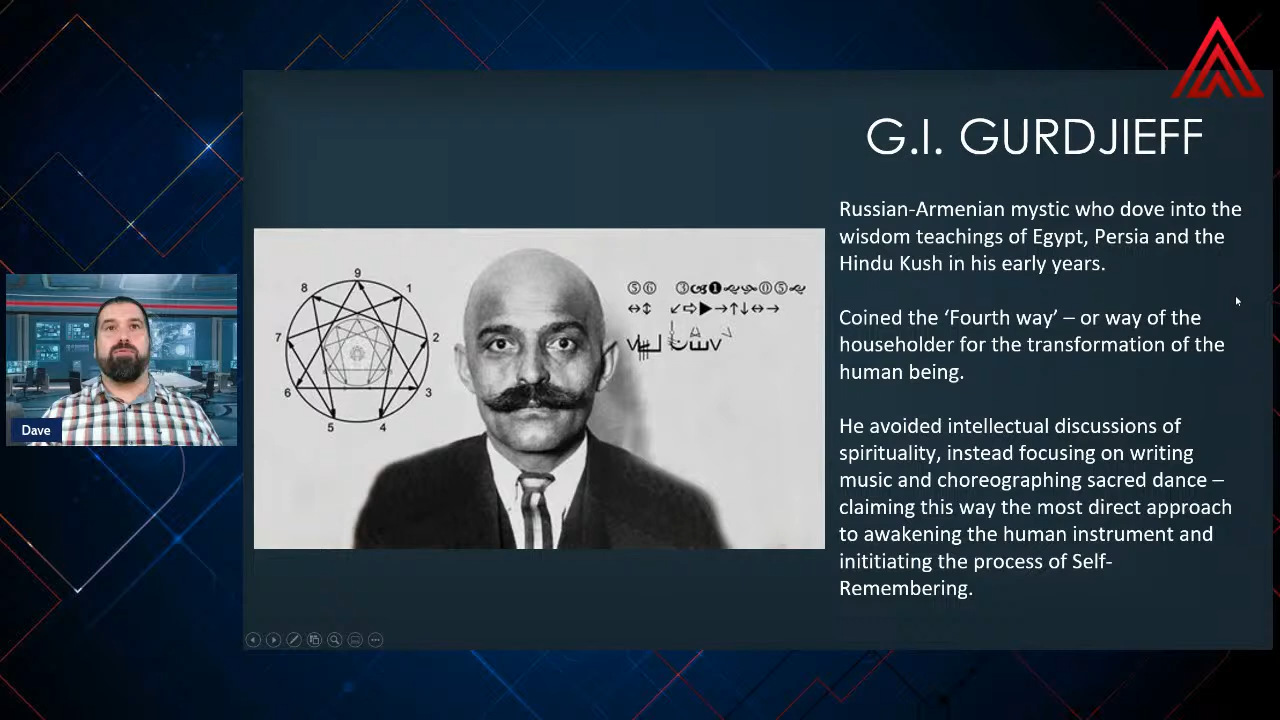 G.I. GURDJIEFF
Russian-Armenian mystic who dove into the
wisdom teachings of Egypt, Persia and the
Hindu Kush in his early years.
Coined the ‘Fourth way’ – or way of the
householder for the transformation of the
human being.
He avoided intellectual discussions of
spirituality, instead focusing on writing
music and choreographing sacred dance –
claiming this way the most direct approach
to awakening the human instrument and
inititiating the process of Self-
Remembering.
9
8
1
7
2
6
3
5
4
Dave